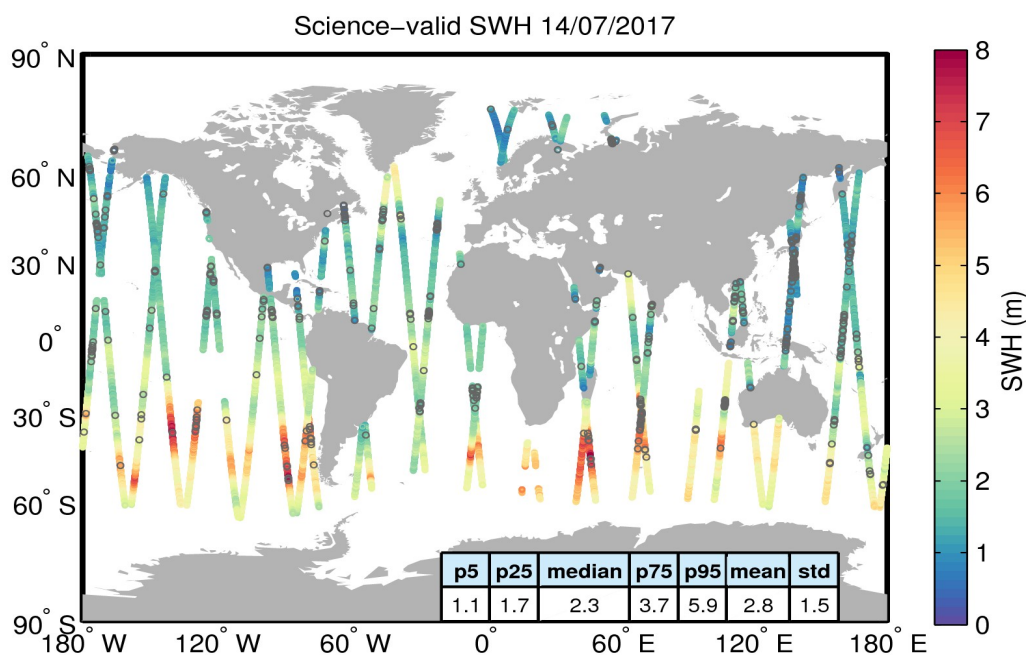 Science−valid SWH 14/07/2017
90° N
60° N
30° N
0°
30° S
60° S
90° S
180° W
120° W
60° W
0°
60° E
120° E
180° E
p5 p25 median p75 p95 mean std
1.1 1.7 2.3 3.7 5.9 2.8 1.5
8
7
6
5
4
3
2
1
0
SWH (m)